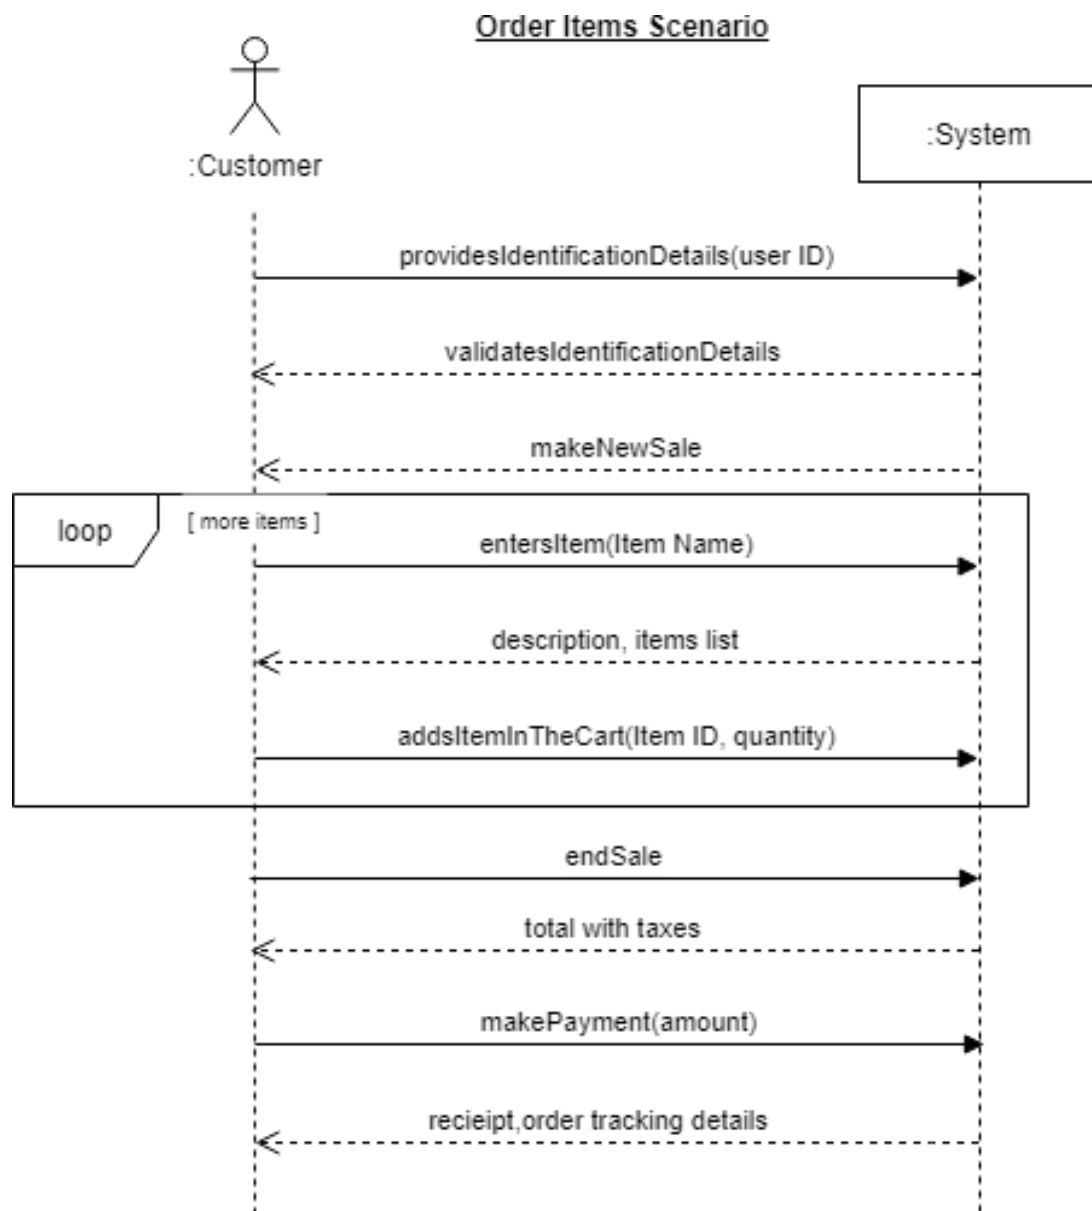 Order Items Scenario
:Customer
:System
providesIdentificationDetails(user ID)
validatesIdentificationDetails
makeNewSale
loop
[ more items ]
entersItem(Item Name)
description, items list
addsItemInTheCart(Item ID, quantity)
endSale
total with taxes
makePayment(amount)
recieipt,order tracking details